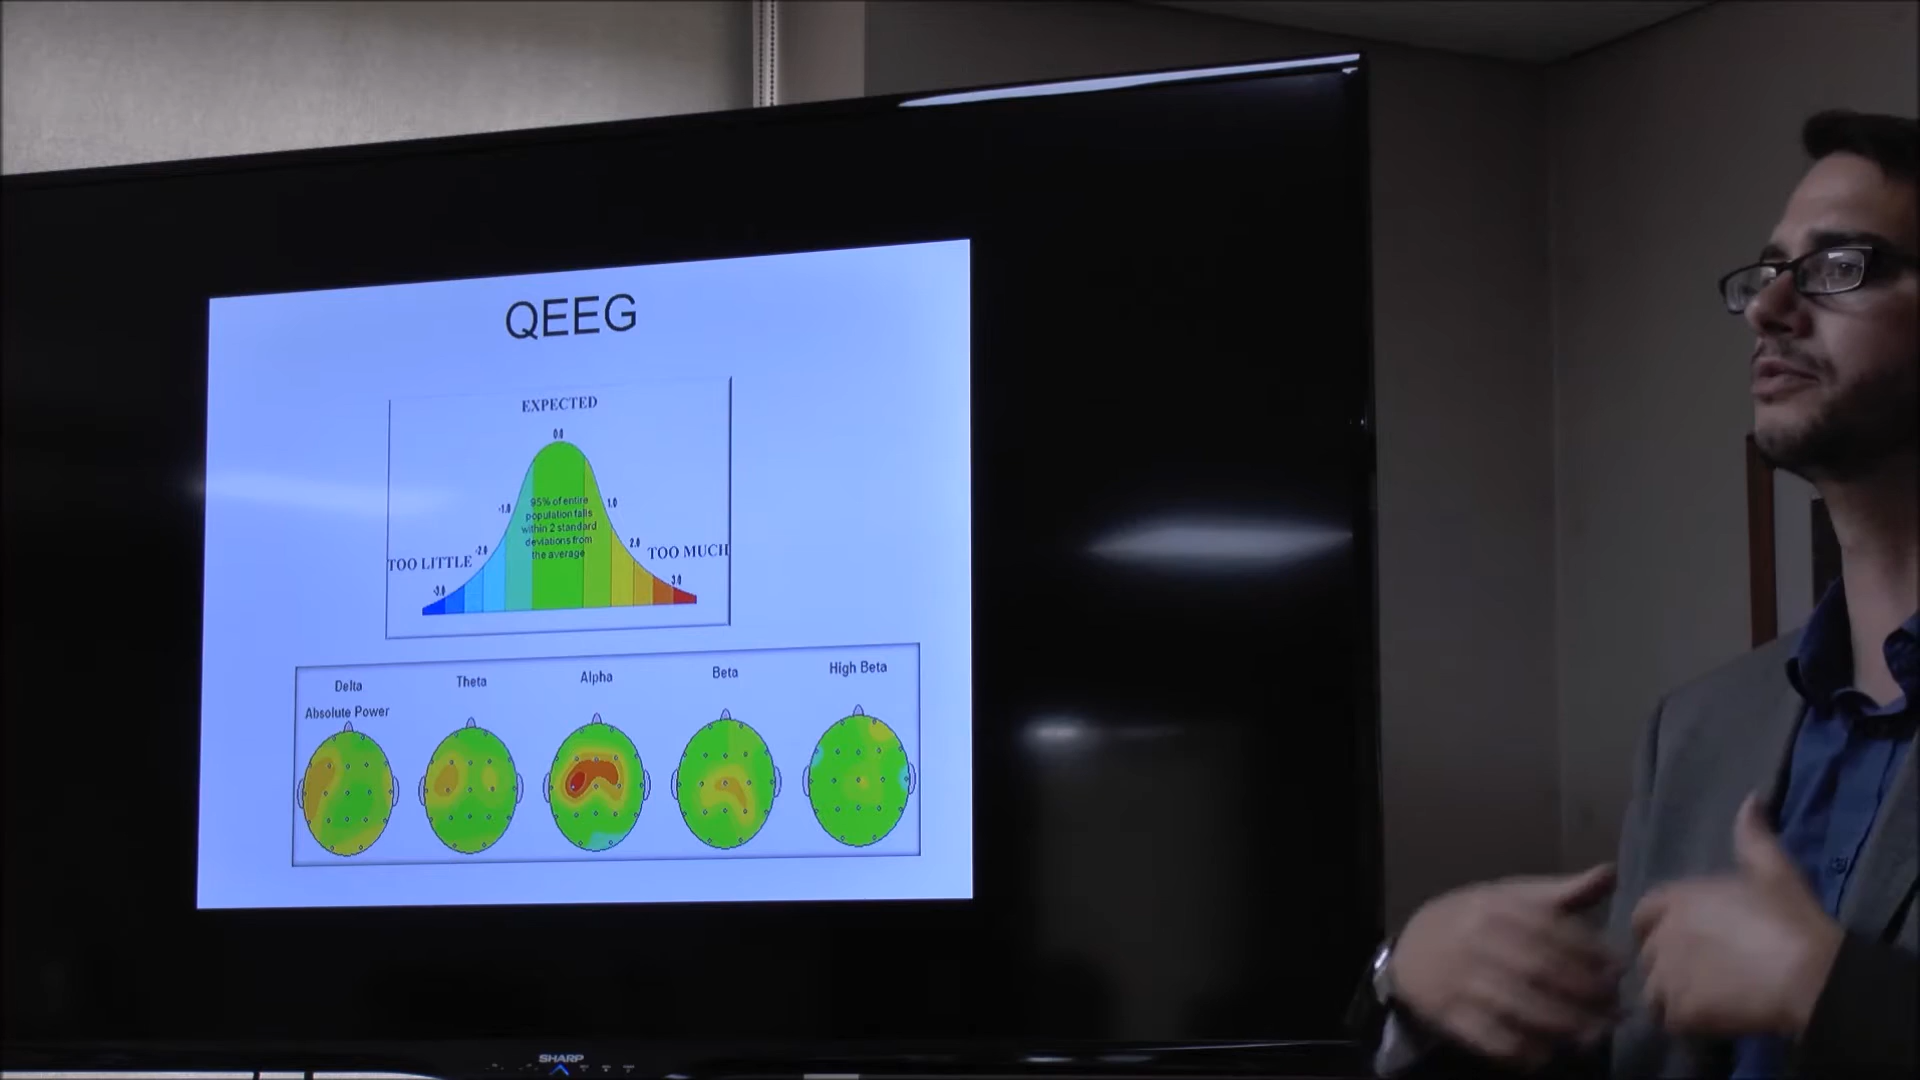 QEEG
EXPECTED
0.0
-1.0
1.0
95% of entire
population falls
within 2 standard
deviations from
the average
-2.0
2.0
TOO LITTLE
TOO MUCH
-3.0
3.0
Delta
Theta
Alpha
Beta
High Beta
Absolute Power
SHARP